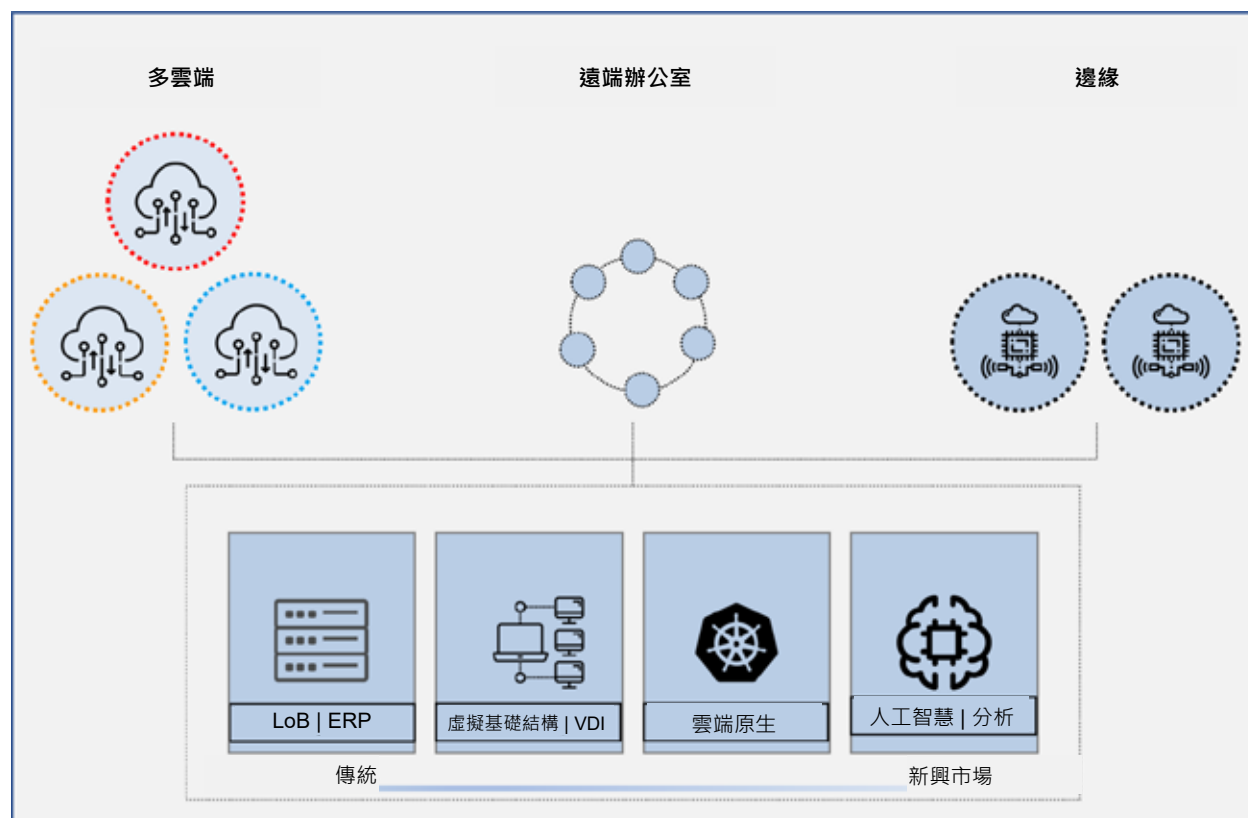 多雲端
遠端辦公室
邊緣
LoB | ERP
虛擬基礎結構 | VDI
雲端原生
人工智慧 | 分析
傳統
新興市場